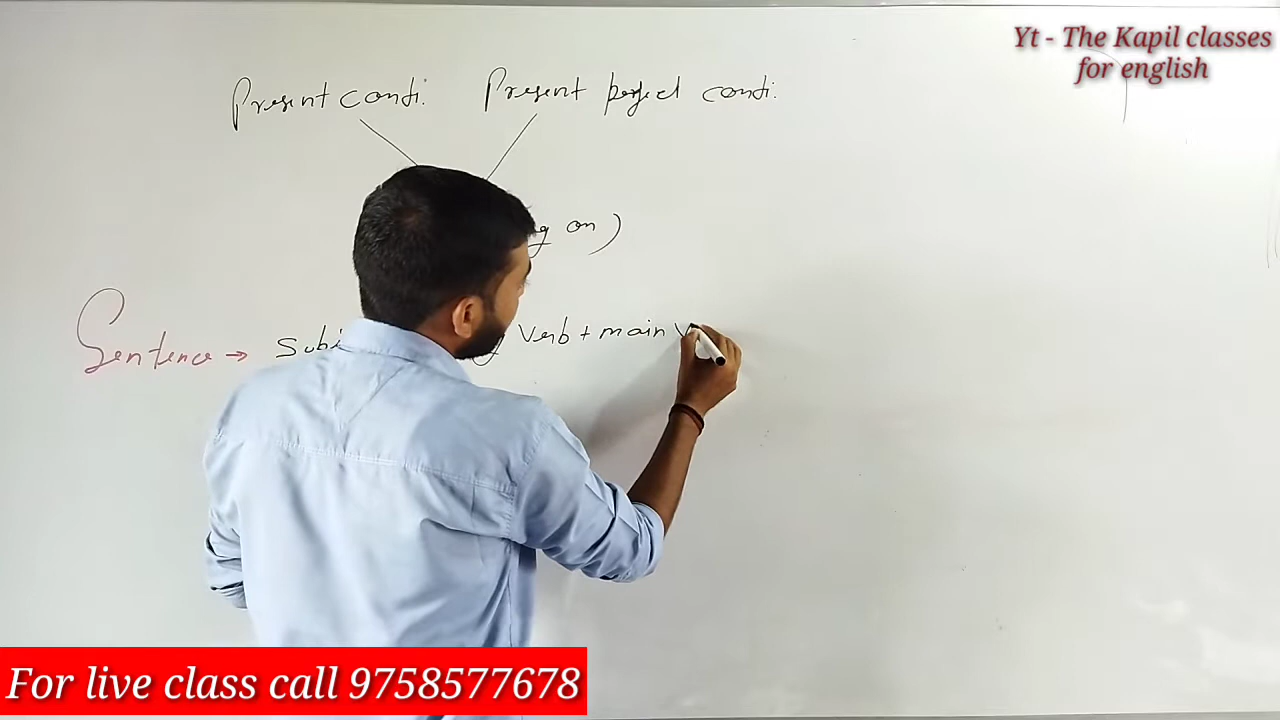 Yt - The Kapil classes
for english
Present conti. Present perfect conti.
on)
Sentence → Verb + main
For live class call 9758577678